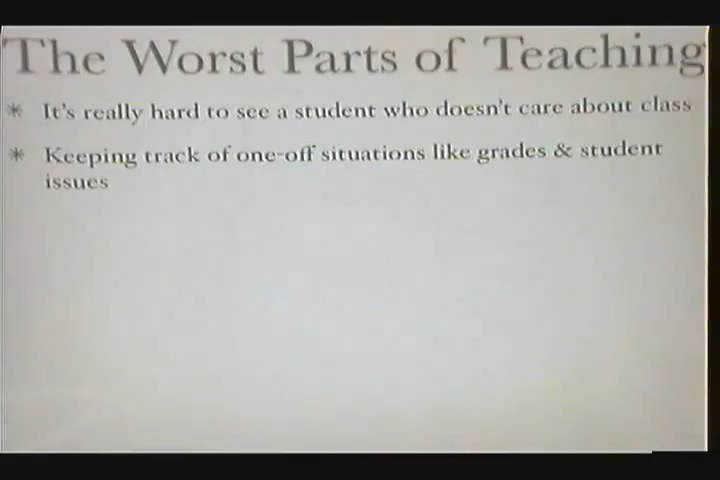 The Worst Parts of Teaching
* It's really hard to see a student who doesn't care about class
* Keeping track of one-off situations like grades & student
issues